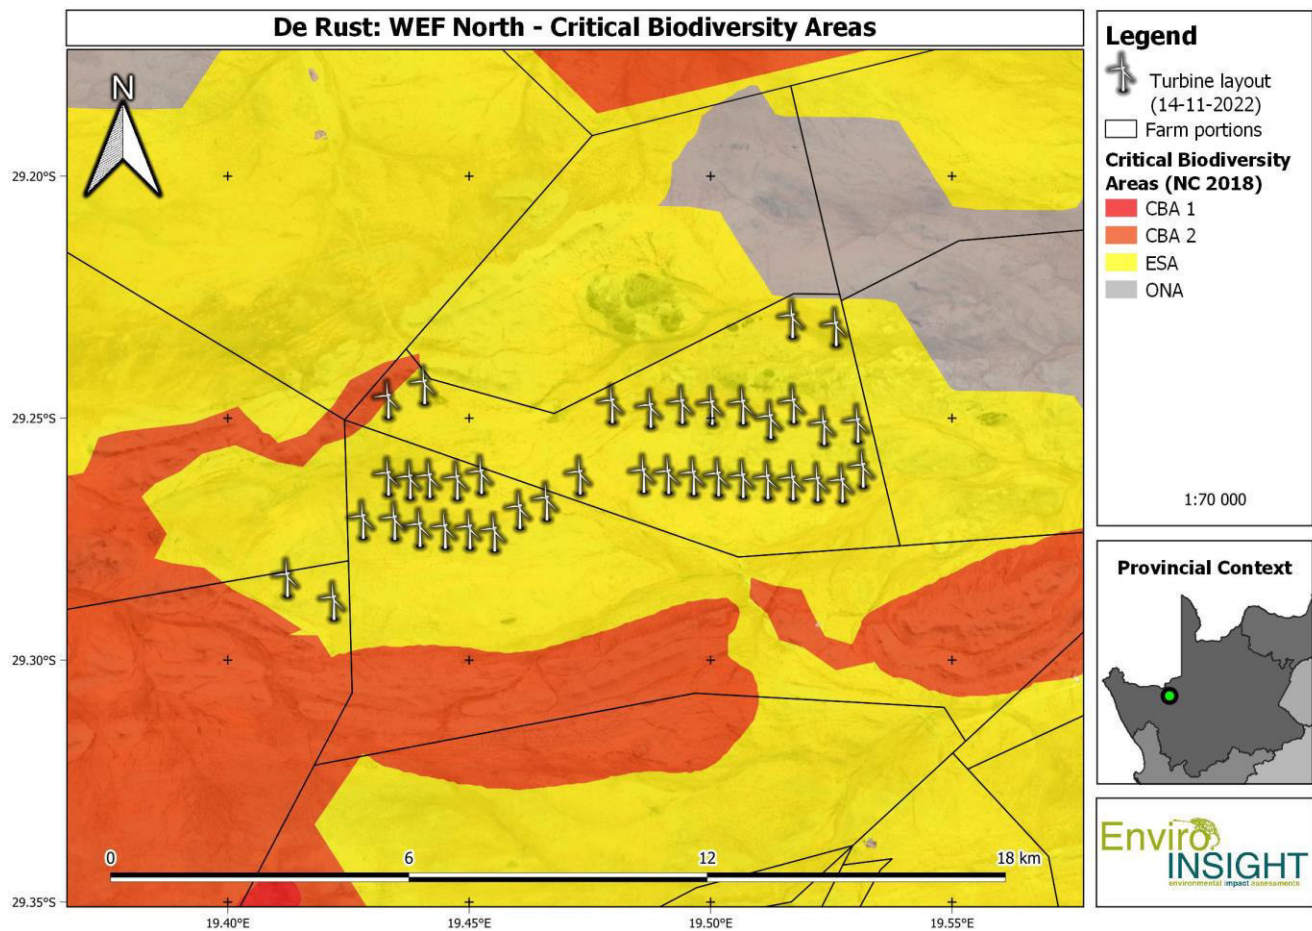 De Rust: WEF North - Critical Biodiversity Areas
N
29.20°S
29.25°S
29.30°S
29.35°S
19.40°E
19.45°E
19.50°E
19.55°E
0
6
12
18 km
Legend
Turbine layout
(14-11-2022)
Farm portions
Critical Biodiversity
Areas (NC 2018)
CBA 1
CBA 2
ESA
ONA
1:70 000
Provincial Context
Enviro
INSIGHT
environmental impact assessments